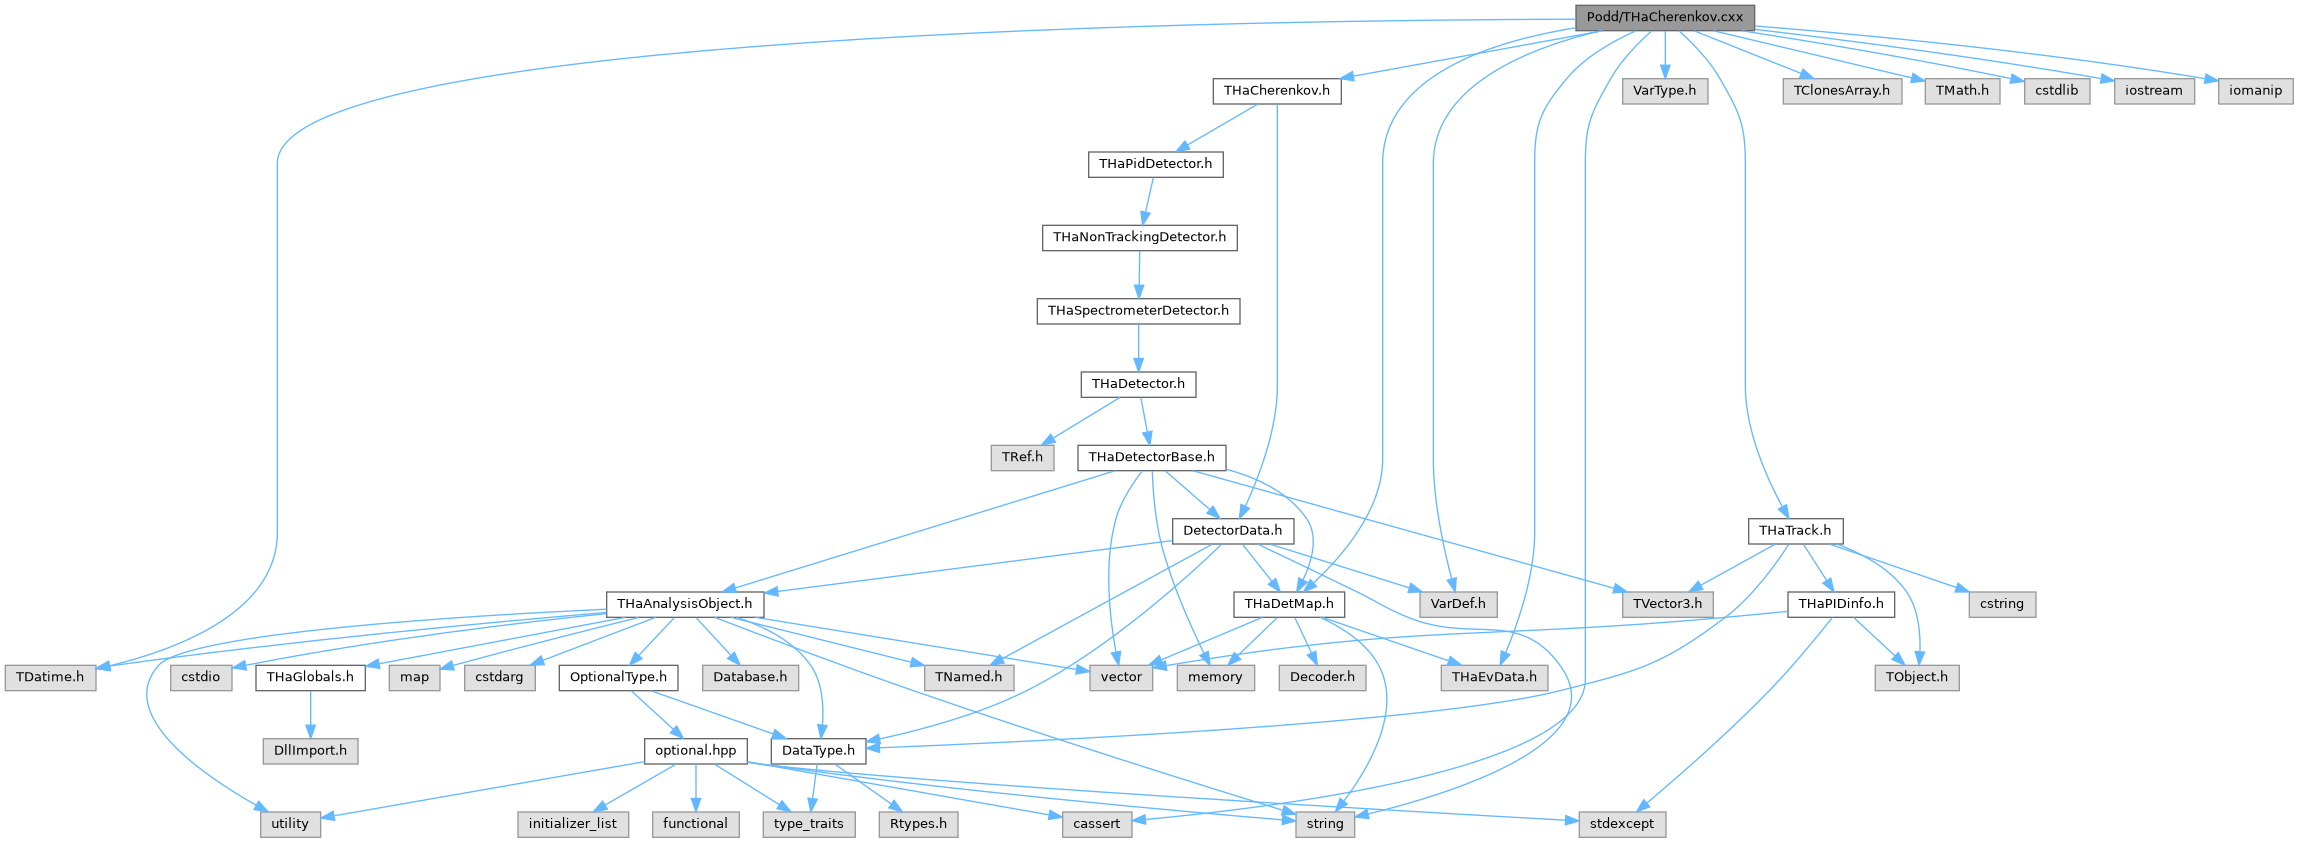 Podd/THaCherenkov.cxx
THaCherenkov.h
VarType.h
TClonesArray.h
TMath.h
cstdlib
iostream
iomanip
THaPidDetector.h
THaNonTrackingDetector.h
THaSpectrometerDetector.h
THaDetector.h
TRef.h
THaDetectorBase.h
DetectorData.h
THaTrack.h
THaAnalysisObject.h
THaDetMap.h
VarDef.h
TVector3.h
THaPIDinfo.h
cstring
TDatime.h
cstdio
THaGlobals.h
map
cstdarg
OptionalType.h
Database.h
TNamed.h
vector
memory
Decoder.h
THaEvData.h
TObject.h
DllImport.h
optional.hpp
DataType.h
utility
initializer_list
functional
type_traits
Rtypes.h
cassert
string
stdexcept